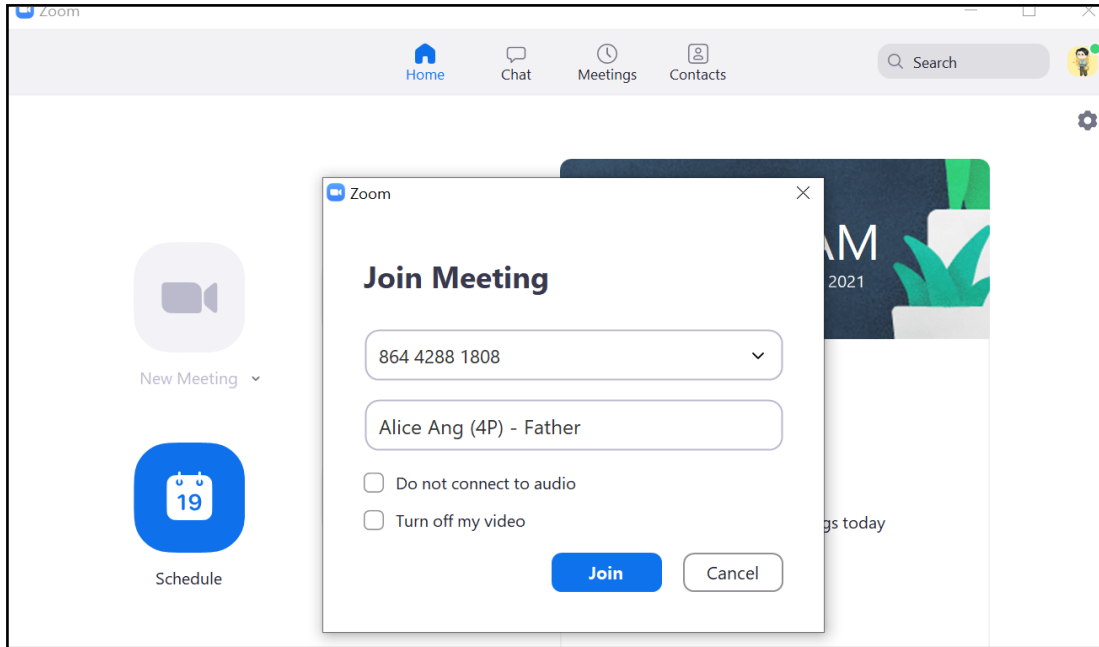 Zoom
Home
Chat
Meetings
Contacts
Search
Zoom
Join Meeting
864 4288 1808
Alice Ang (4P) - Father
Do not connect to audio
Turn off my video
Join
Cancel
AM
2021
New Meeting
19
Schedule
today